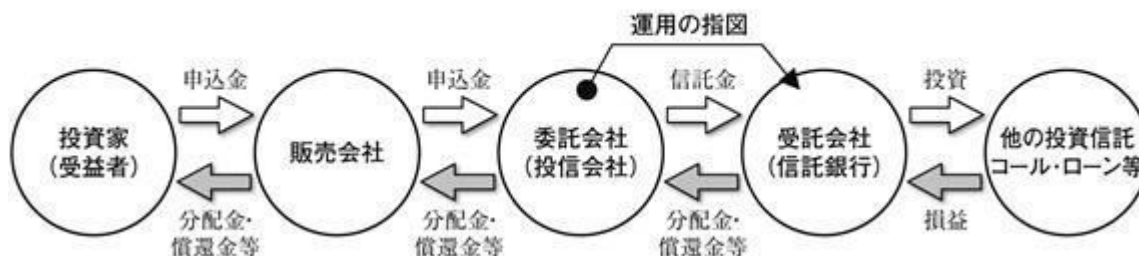 運用の指図
申込金
申込金
信託金
投資
投資家
(受益者)
販売会社
委託会社
(投信会社)
受託会社
(信託銀行)
他の投資信託
コール・ローン等
分配金・
償還金等
分配金・
償還金等
分配金・
償還金等
損益